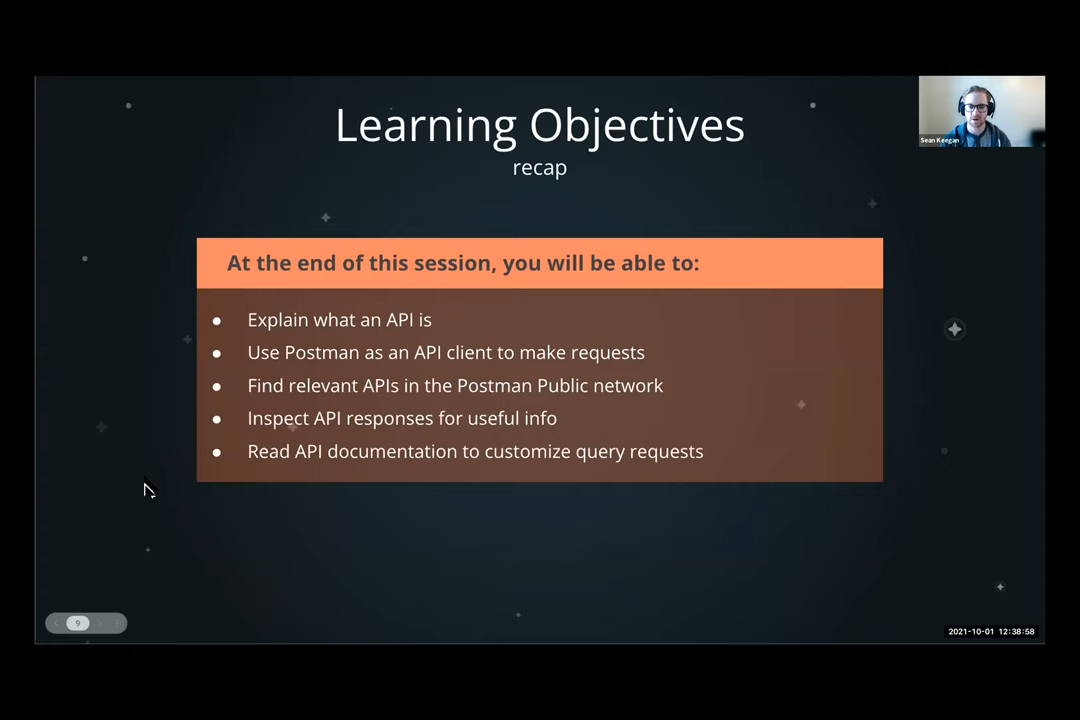 Learning Objectives
recap
Sean Keegan
At the end of this session, you will be able to:
● Explain what an API is
● Use Postman as an API client to make requests
● Find relevant APIs in the Postman Public network
● Inspect API responses for useful info
● Read API documentation to customize query requests
9
2021-10-01 12:38:58